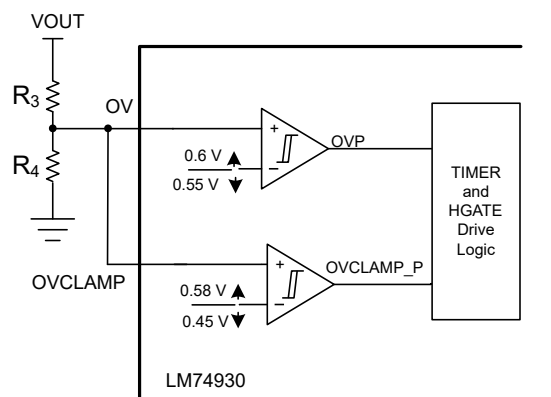 VOUT
R3
OV
+
0.6 V
OVP
−
0.55 V
R4
TIMER
and
HGATE
Drive
Logic
+
OVCLAMP_P
OVCLAMP
0.58 V
−
0.45 V
LM74930